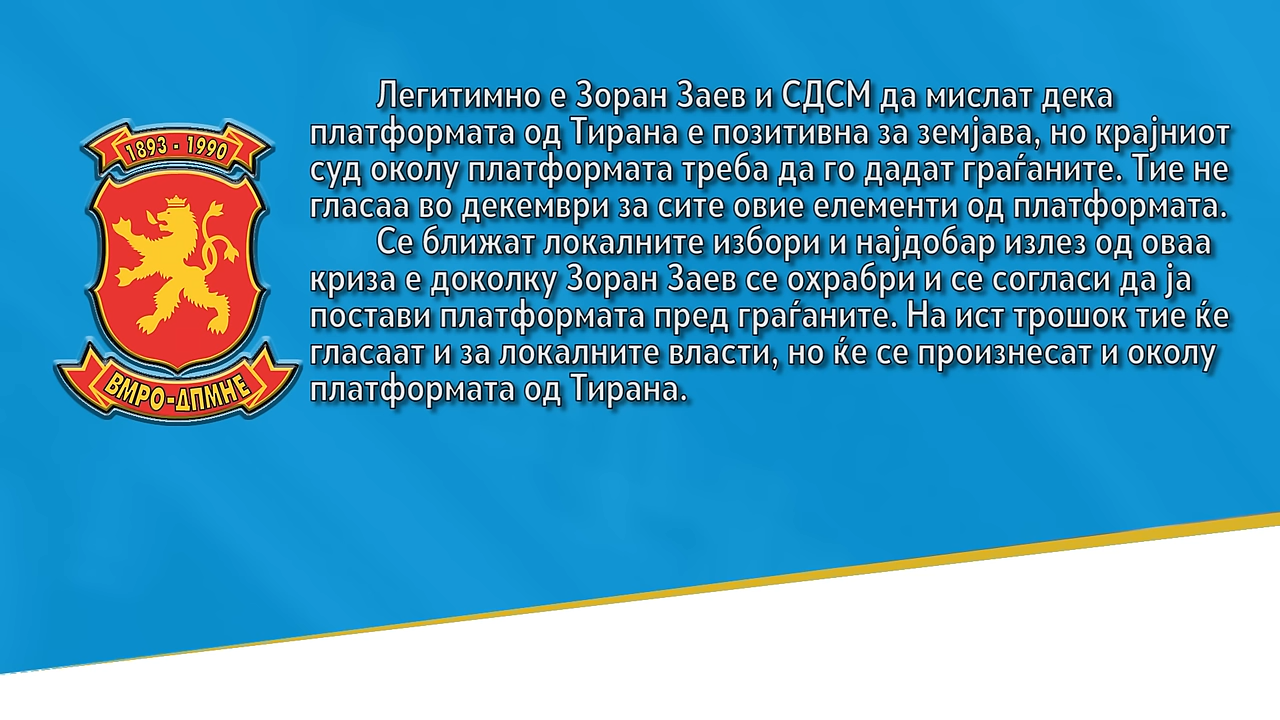 1893 - 1990
ВМРО-ДПМНЕ
Легитимно е Зоран Заев и СДСМ да мислат дека
платформата од Тирана е позитивна за земјава, но крајниот
суд околу платформата треба да го дадат граѓаните. Тие не
гласаа во декември за сите овие елементи од платформата.
Се ближат локалните избори и најдобар излез од оваа
криза е доколку Зоран Заев се охрабри и се согласи да ја
постави платформата пред граѓаните. На ист трошок тие ќе
гласаат и за локалните власти, но ќе се произнесат и околу
платформата од Тирана.